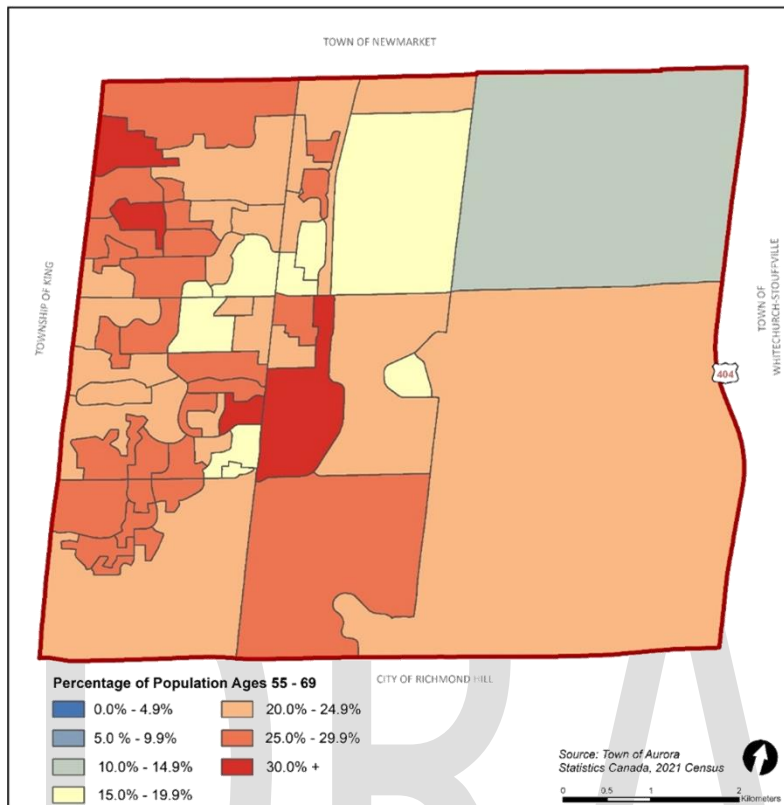 TOWN OF NEWMARKET
TOWNSHIP OF KING
TOWN OF
WHITECHURCH-STOUFFVILLE
404
CITY OF RICHMOND HILL
Percentage of Population Ages 55 - 69
0.0% - 4.9%
5.0 % - 9.9%
10.0% - 14.9%
15.0% - 19.9%
20.0% - 24.9%
25.0% - 29.9%
30.0% +
Source: Town of Aurora
Statistics Canada, 2021 Census
0 0.5 1 2
Kilometers
DRA